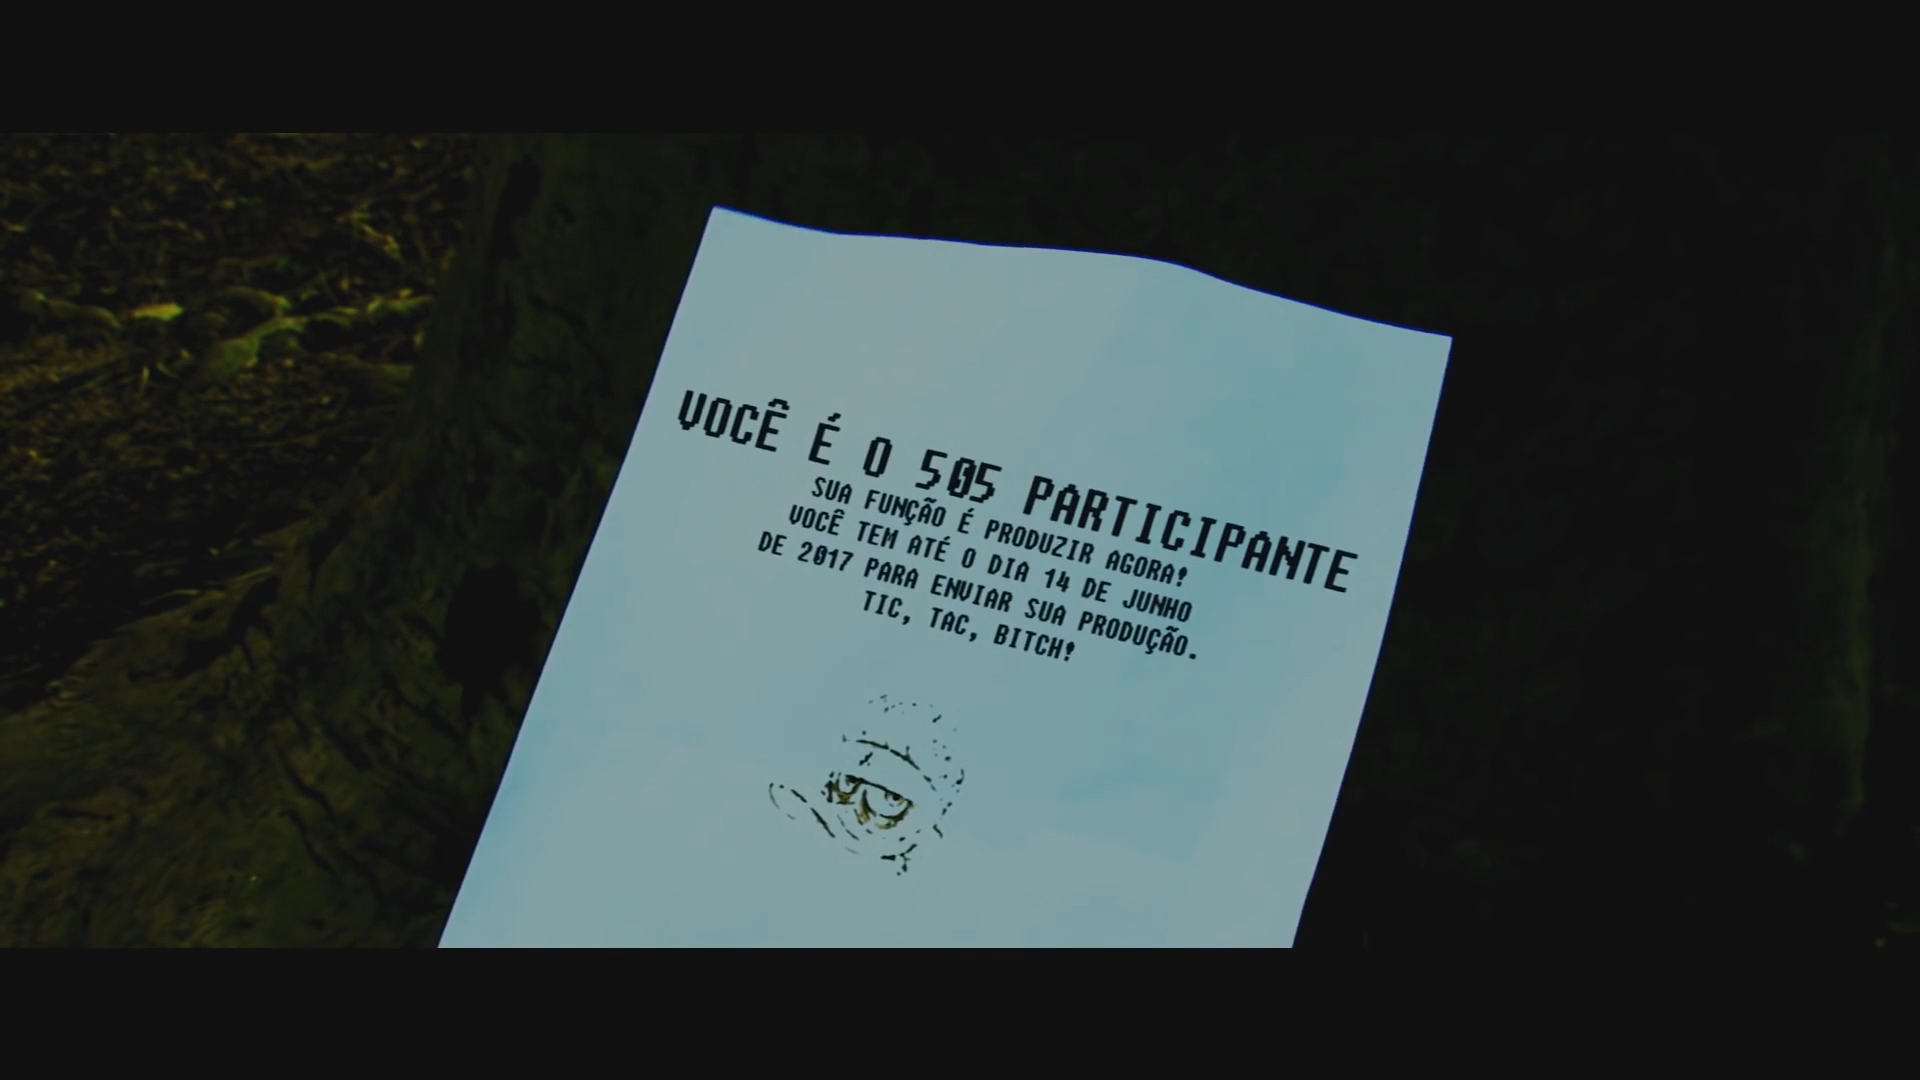 VOCÊ É O 505 PARTICIPANTE
SUA FUNÇÃO É PRODUZIR AGORA!
VOCÊ TEM ATÉ O DIA 14 DE JUNHO
DE 2017 PARA ENVIAR SUA PRODUÇÃO.
TIC, TAC, BITCH!